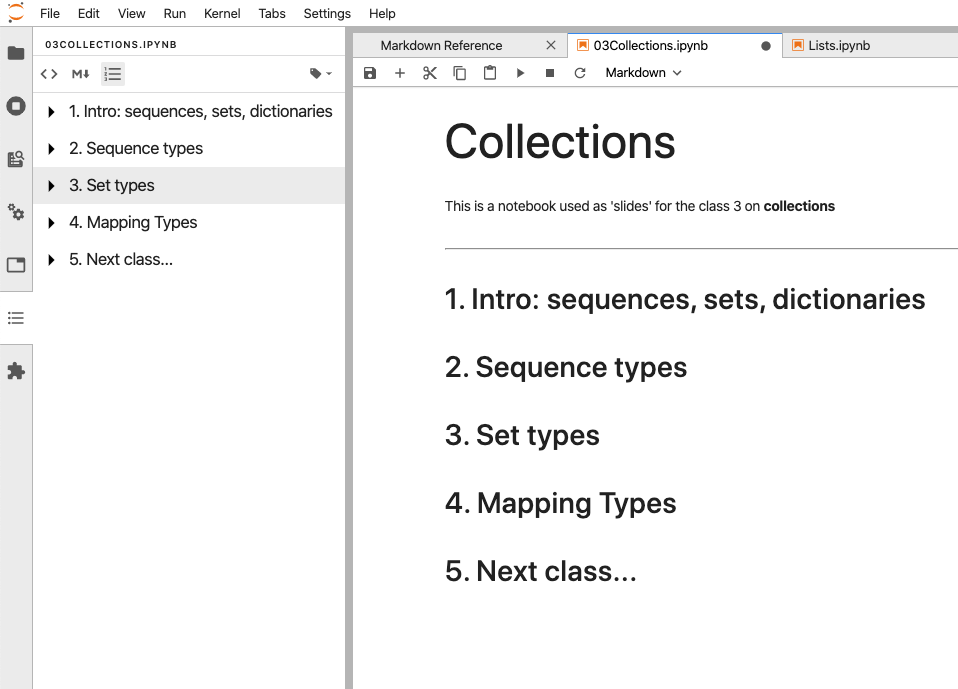 File Edit View Run Kernel Tabs Settings Help
03COLLECTIONS.IPYNB
M
1. Intro: sequences, sets, dictionaries
2. Sequence types
3. Set types
4. Mapping Types
5. Next class...
Markdown Reference
03Collections.ipynb
Lists.ipynb
Markdown
Collections
This is a notebook used as 'slides' for the class 3 on collections
1. Intro: sequences, sets, dictionaries
2. Sequence types
3. Set types
4. Mapping Types
5. Next class...